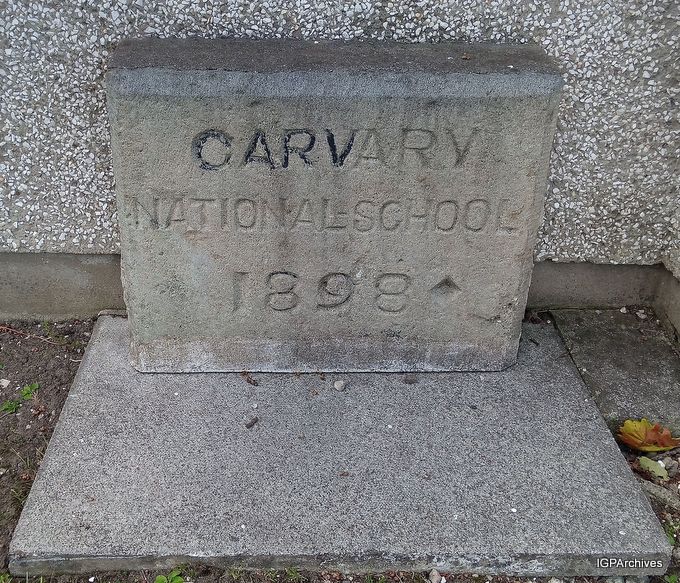 CARVARY
NATIONAL-SCHOOL
1898
IGPArchives